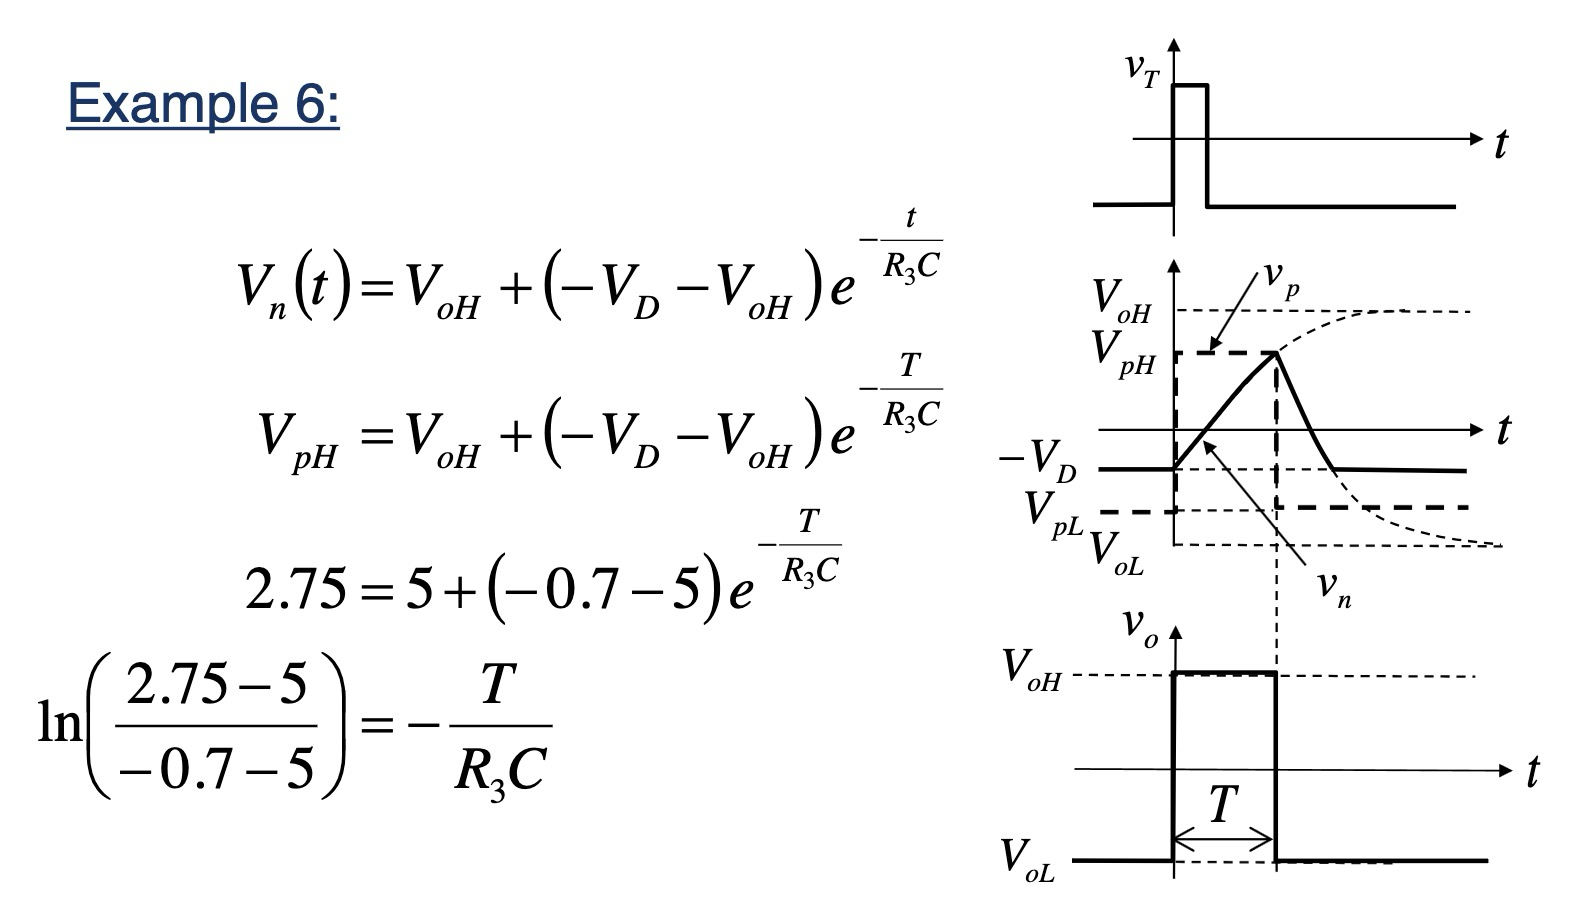 Example 6:
V_n(t) = V_oH + (−V_D − V_oH) e^(−t/(R_3C))
V_pH = V_oH + (−V_D − V_oH) e^(−T/(R_3C))
2.75 = 5 + (−0.7 − 5) e^(−T/(R_3C))
ln((2.75 − 5)/(−0.7 − 5)) = −T/(R_3C)
v_T
t
v_p
V_oH
V_pH
t
−V_D
V_pL
V_oL
v_n
v_o
V_oH
t
T
V_oL